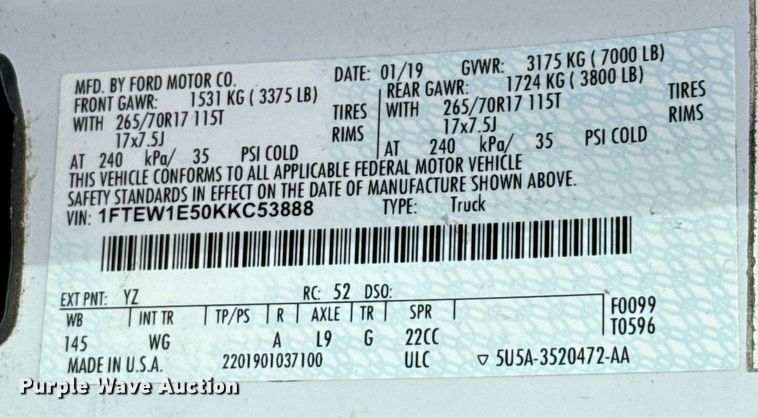 MFD. BY FORD MOTOR CO. DATE: 01/19 GVWR: 3175 KG ( 7000 LB)
FRONT GAWR: 1531 KG ( 3375 LB) REAR GAWR: 1724 KG ( 3800 LB)
WITH 265/70R17 115T TIRES WITH 265/70R17 115T TIRES
17x7.5J RIMS 17x7.5J RIMS
AT 240 kPa/ 35 PSI COLD AT 240 kPa/ 35 PSI COLD
THIS VEHICLE CONFORMS TO ALL APPLICABLE FEDERAL MOTOR VEHICLE
SAFETY STANDARDS IN EFFECT ON THE DATE OF MANUFACTURE SHOWN ABOVE.
VIN: 1FTEW1E50KKC53888 TYPE: Truck
EXT PNT: YZ RC: 52 DSO:
WB INT TR TP/PS R AXLE TR SPR F0099
145 WG A L9 G 22CC T0596
MADE IN U.S.A. 2201901037100 ULC ▽ 5U5A-3520472-AA
Purple Wave Auction